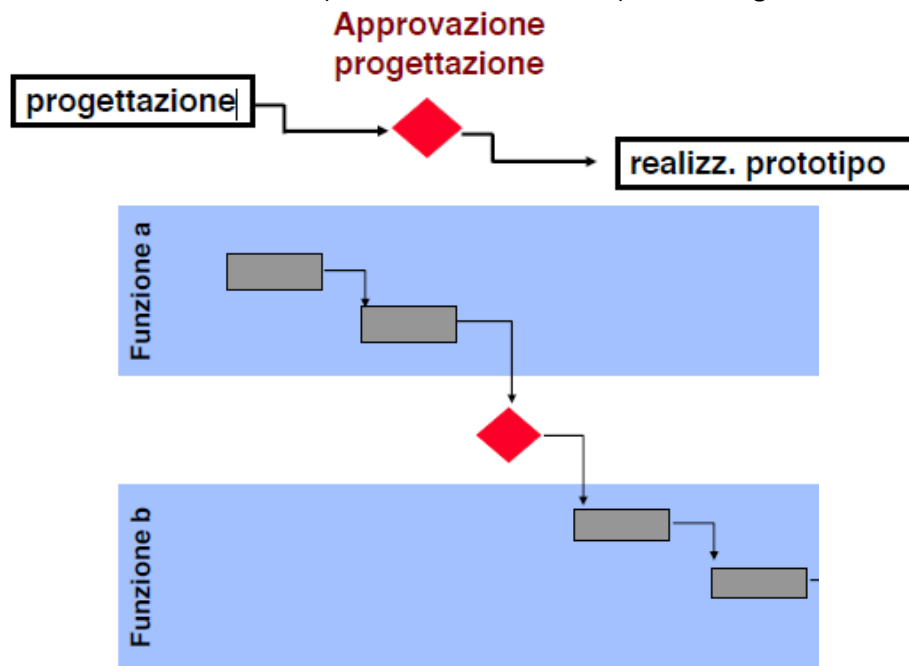 Approvazione
progettazione
progettazione
realizz. prototipo
Funzione a
Funzione b